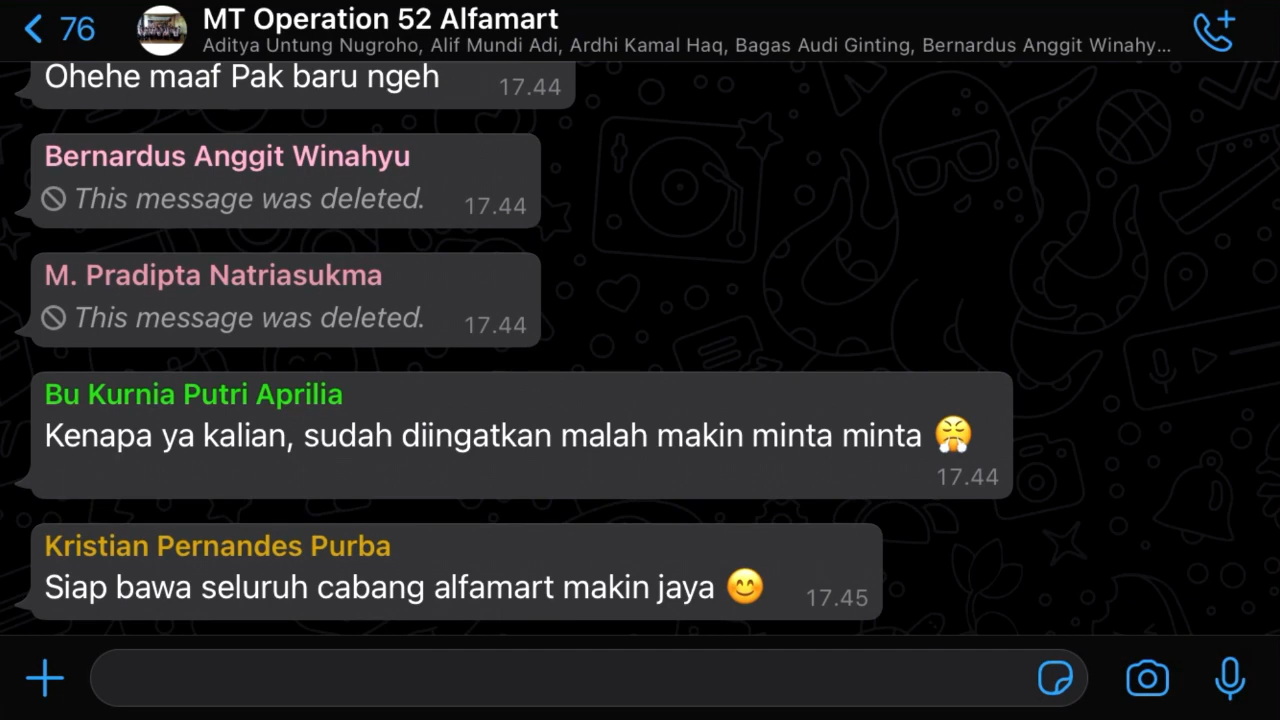 76
MT Operation 52 Alfamart
Aditya Untung Nugroho, Alif Mundi Adi, Ardhi Kamal Haq, Bagas Audi Ginting, Bernardus Anggit Winahy...
Ohehe maaf Pak baru ngeh 17.44
Bernardus Anggit Winahyu
This message was deleted. 17.44
M. Pradipta Natriasukma
This message was deleted. 17.44
Bu Kurnia Putri Aprilia
Kenapa ya kalian, sudah diingatkan malah makin minta minta 😤
17.44
Kristian Pernandes Purba
Siap bawa seluruh cabang alfamart makin jaya 😊 17.45